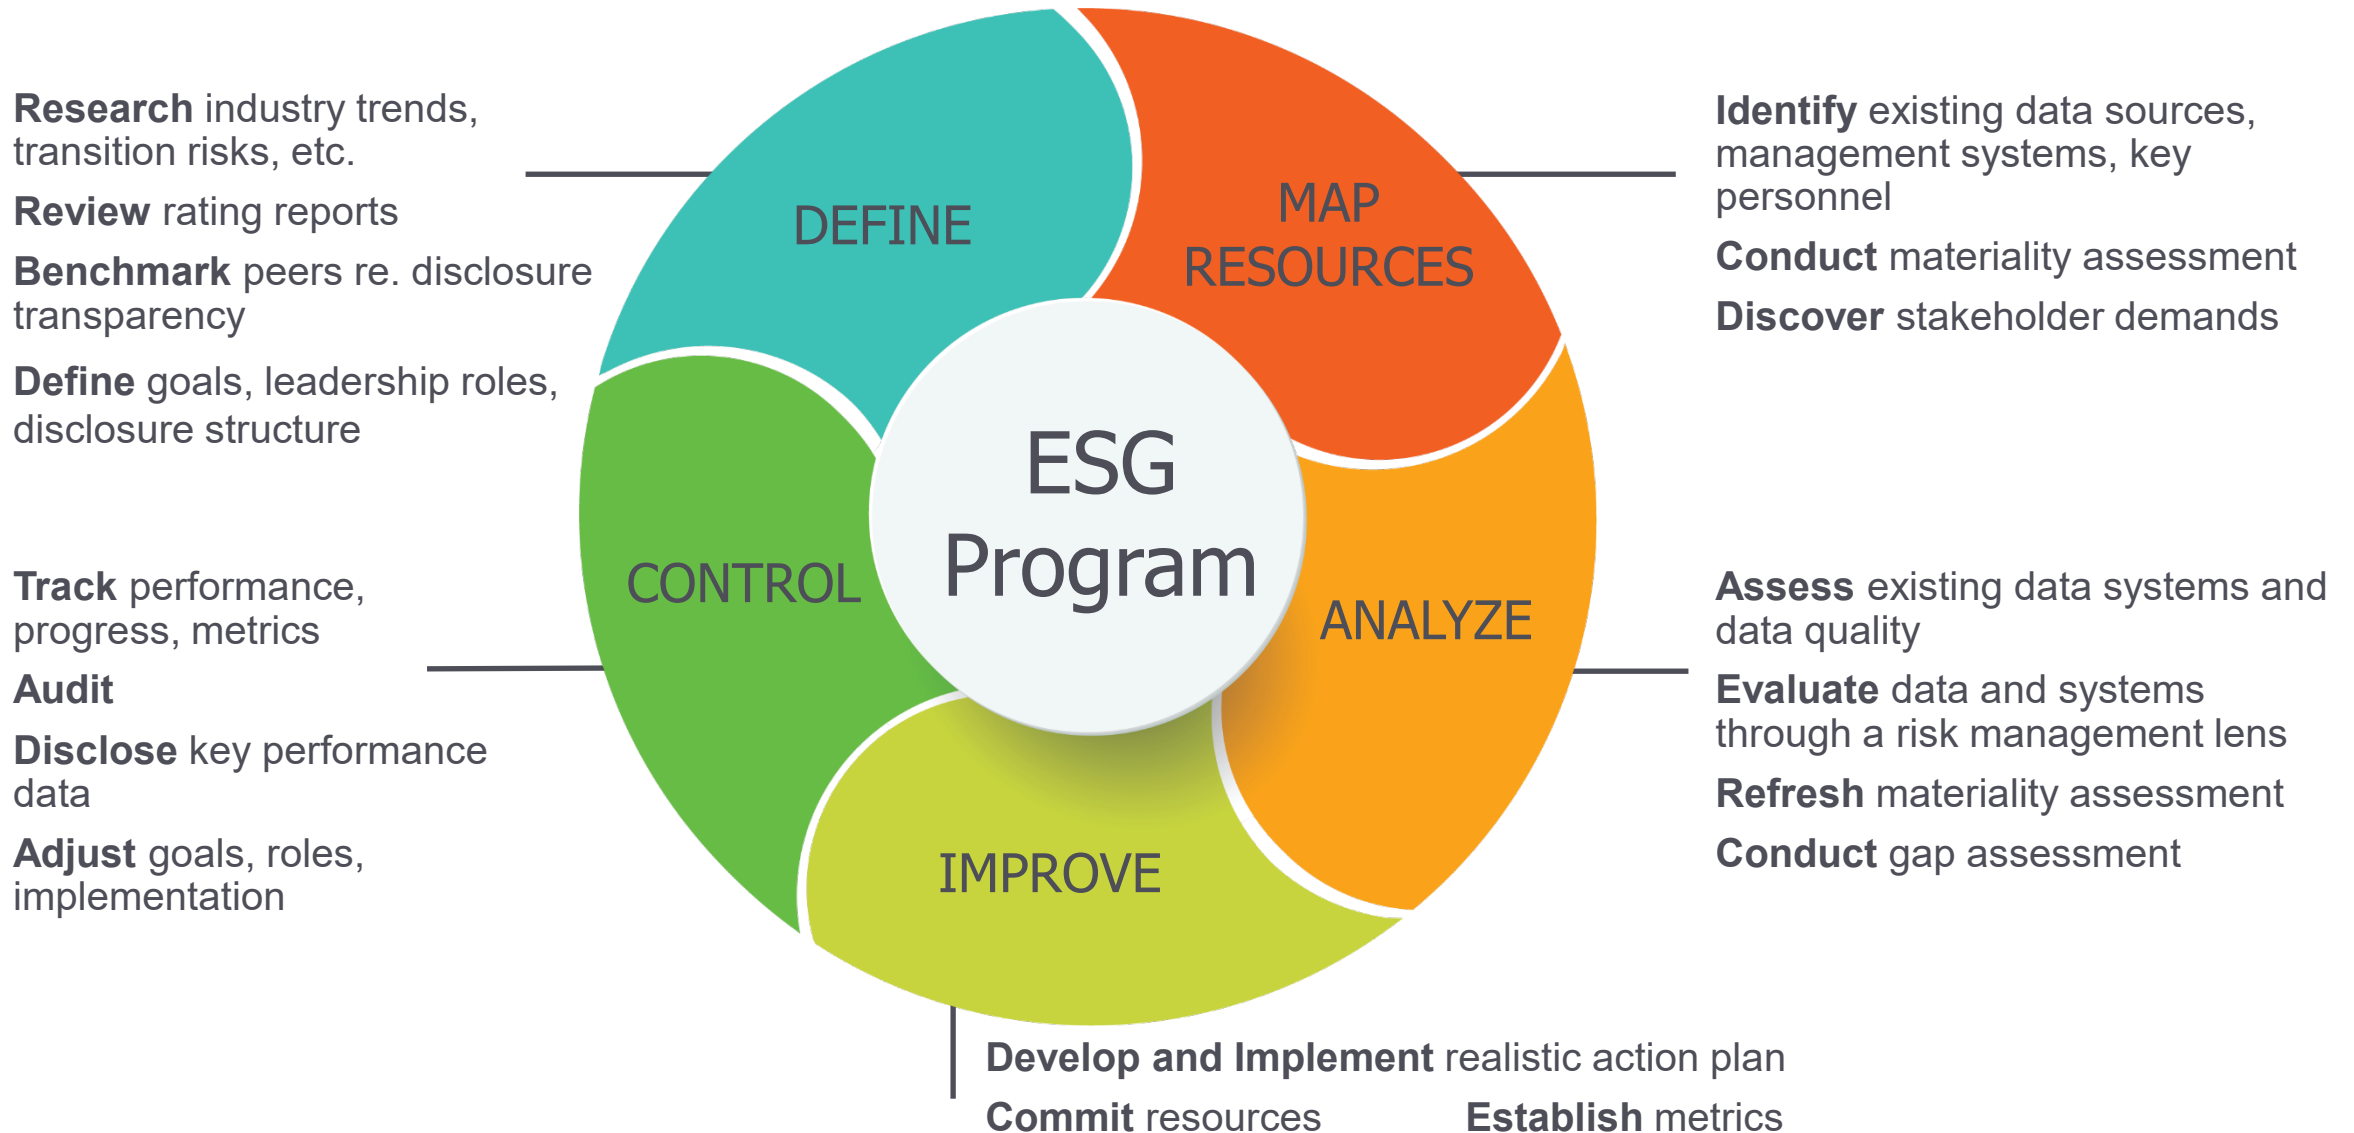 Research industry trends,
transition risks, etc.
Review rating reports
Benchmark peers re. disclosure
transparency
Define goals, leadership roles,
disclosure structure
DEFINE
MAP
RESOURCES
Identify existing data sources,
management systems, key
personnel
Conduct materiality assessment
Discover stakeholder demands
ESG
Program
CONTROL
ANALYZE
IMPROVE
Track performance,
progress, metrics
Audit
Disclose key performance
data
Adjust goals, roles,
implementation
Assess existing data systems and
data quality
Evaluate data and systems
through a risk management lens
Refresh materiality assessment
Conduct gap assessment
Develop and Implement realistic action plan
Commit resources Establish metrics